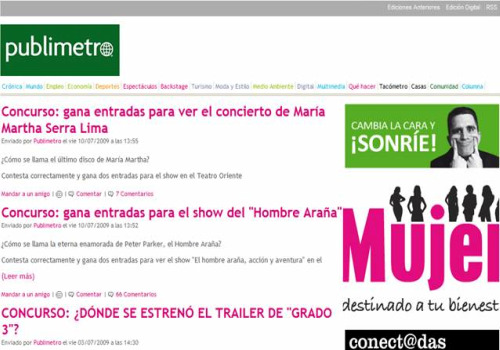 Ediciones Anteriores Edición Digital RSS
publimetro
Crónica Mundo Empleo Economía Deportes Espectáculos Backstage Turismo Moda y Estilo Medio Ambiente Digital Multimedia Qué hacer Tacómetro Casas Comunidad Columna
Concurso: gana entradas para ver el concierto de María
Martha Serra Lima
Enviado por Publimetro el vie 10/07/2009 a las 13:55
¿Cómo se llama el último disco de María Martha?
Contesta correctamente y gana dos entradas para el show en el Teatro Oriente
Mandar a un amigo | Comentar | 7 Comentarios
Concurso: gana entradas para el show del "Hombre Araña"
Enviado por Publimetro el vie 10/07/2009 a las 13:52
¿Cómo se llama la eterna enamorada de Peter Parker, el Hombre Araña?
Contesta correctamente y gana dos entradas para ver el show "El hombre araña, acción y aventura" en el
(Leer más)
Mandar a un amigo | Comentar | 66 Comentarios
CONCURSO: ¿DÓNDE SE ESTRENÓ EL TRAILER DE "GRADO
3"?
Enviado por Publimetro el vie 03/07/2009 a las 14:30
CAMBIA LA CARA Y
¡SONRÍE!
Mujer
destinado a tu bienest
conect@das